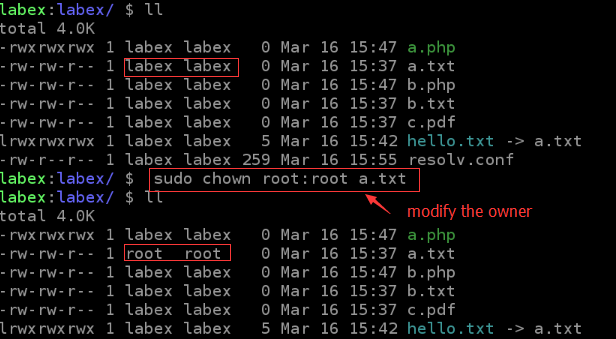 labex:labex/ $ ll
total 4.0K
-rwxrwxrwx 1 labex labex 0 Mar 16 15:47 a.php
-rw-rw-r-- 1 labex labex 0 Mar 16 15:37 a.txt
-rw-rw-r-- 1 labex labex 0 Mar 16 15:37 b.php
-rw-rw-r-- 1 labex labex 0 Mar 16 15:37 b.txt
-rw-rw-r-- 1 labex labex 0 Mar 16 15:37 c.pdf
lrwxrwxrwx 1 labex labex 5 Mar 16 15:42 hello.txt -> a.txt
-rw-r--r-- 1 labex labex 259 Mar 16 15:55 resolv.conf
labex:labex/ $ sudo chown root:root a.txt
labex:labex/ $ ll
modify the owner
total 4.0K
-rwxrwxrwx 1 labex labex 0 Mar 16 15:47 a.php
-rw-rw-r-- 1 root root 0 Mar 16 15:37 a.txt
-rw-rw-r-- 1 labex labex 0 Mar 16 15:37 b.php
-rw-rw-r-- 1 labex labex 0 Mar 16 15:37 b.txt
-rw-rw-r-- 1 labex labex 0 Mar 16 15:37 c.pdf
lrwxrwxrwx 1 labex labex 5 Mar 16 15:42 hello.txt -> a.txt